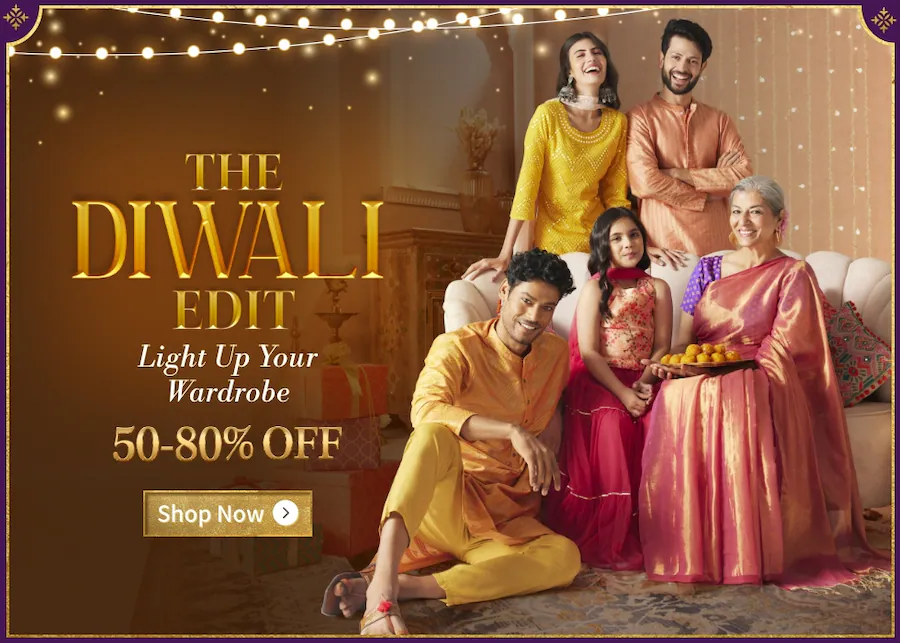 THE
DIWALI
EDIT
Light Up Your
Wardrobe
50-80% OFF
Shop Now